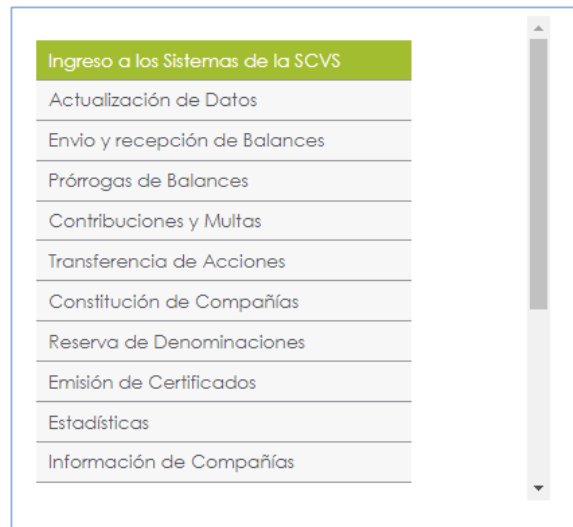 Ingreso a los Sistemas de la SCVS
Actualización de Datos
Envio y recepción de Balances
Prórrogas de Balances
Contribuciones y Multas
Transferencia de Acciones
Constitución de Compañías
Reserva de Denominaciones
Emisión de Certificados
Estadísticas
Información de Compañías